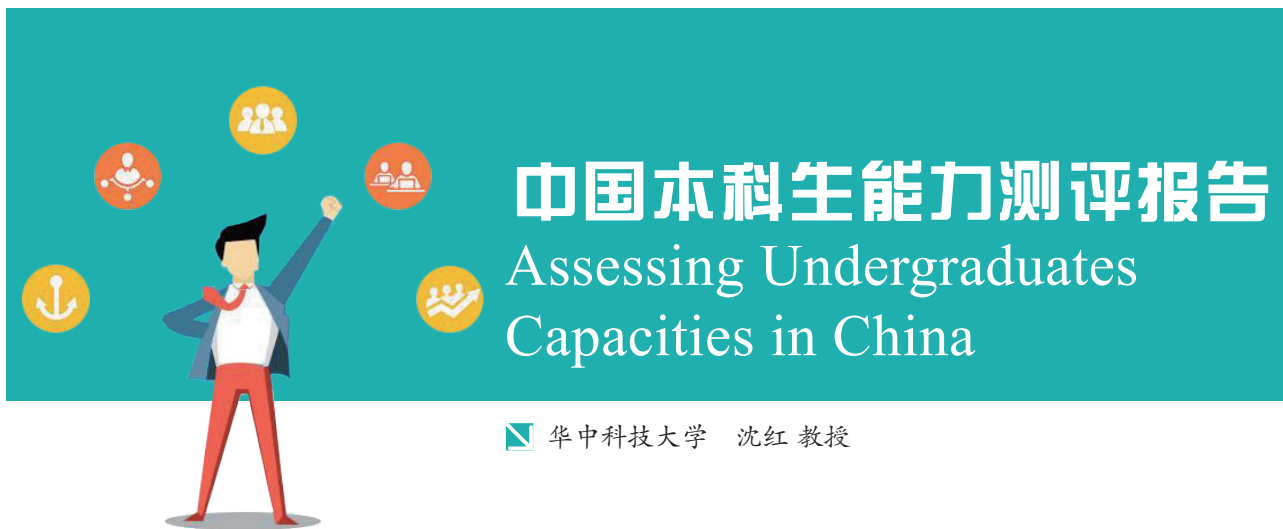 中国本科生能力测评报告
Assessing Undergraduates
Capacities in China
华中科技大学 沈红 教授